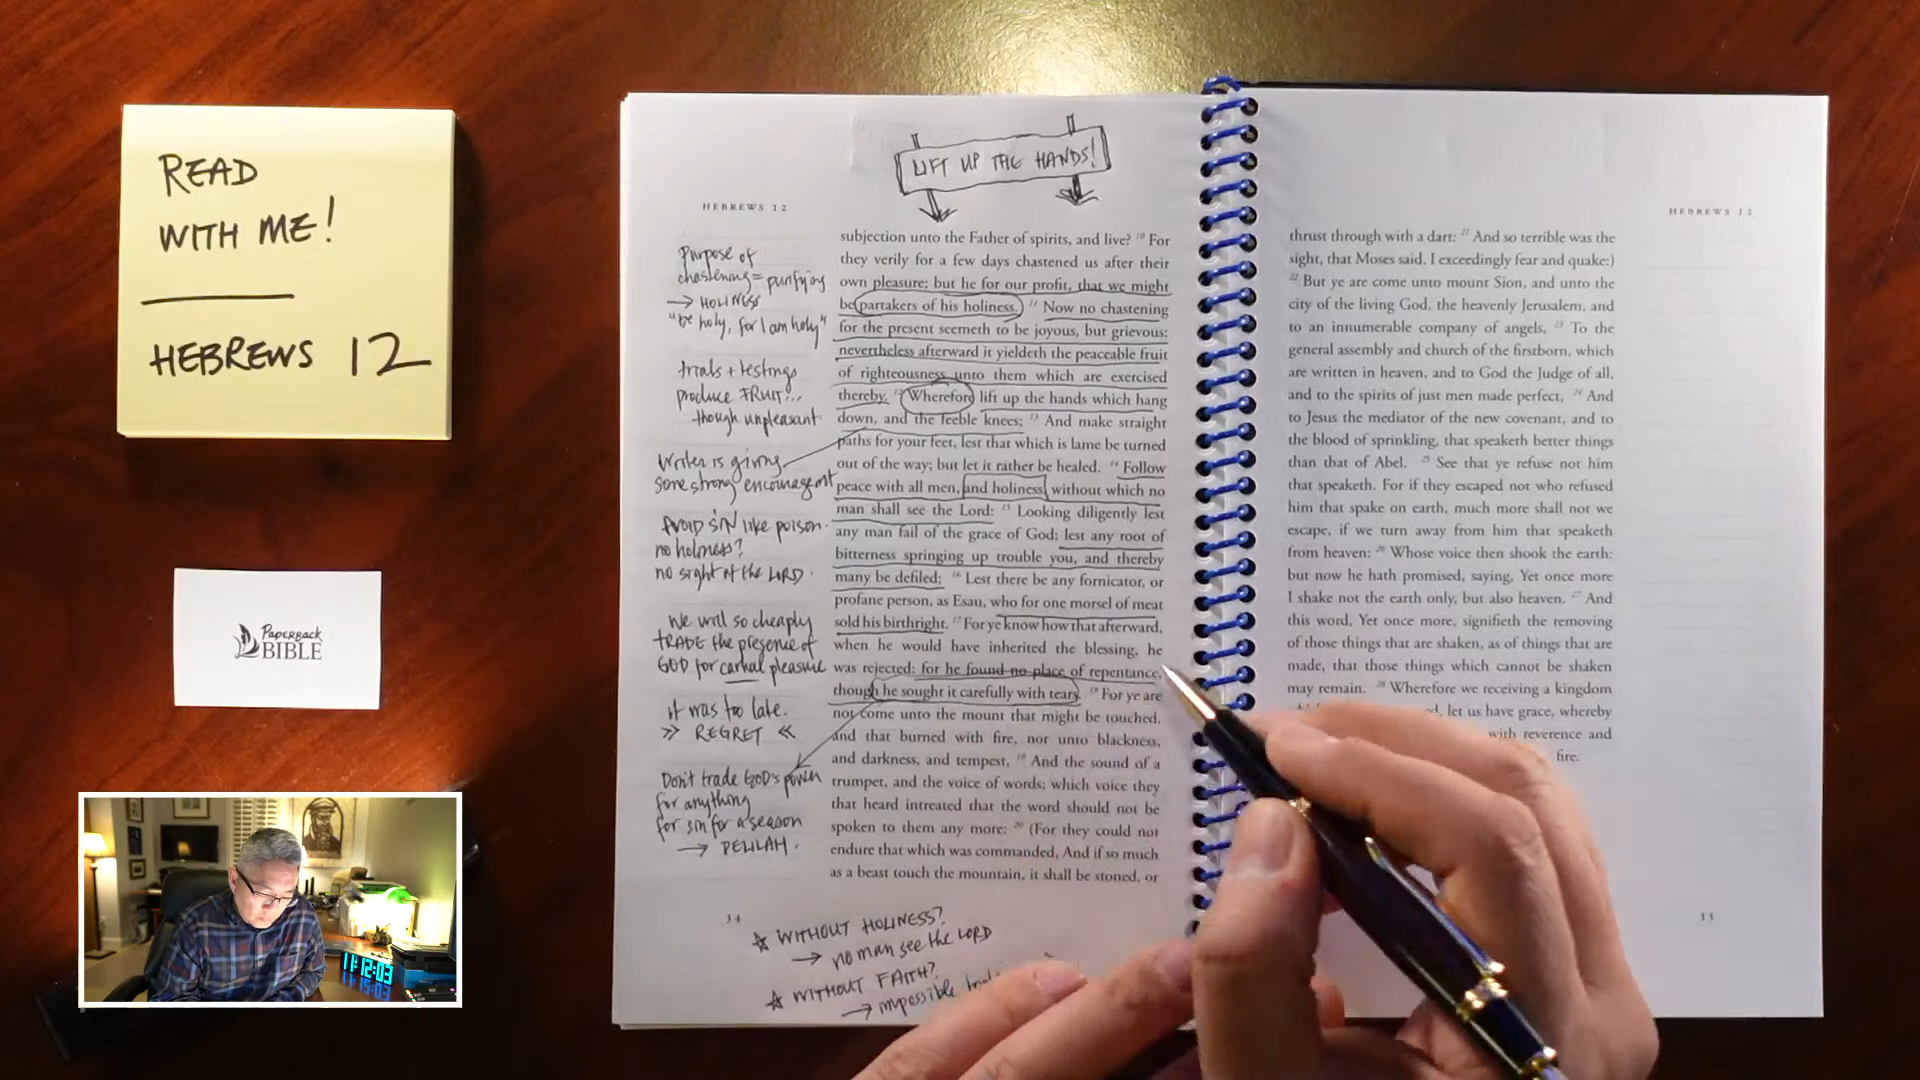 READ
WITH ME!
HEBREWS 12
Paperback
BIBLE
11:12:03
LIFT UP THE HANDS!
HEBREWS 12
Purpose of
chastening = purifying
→ HOLINESS
"be holy, for I am holy"
trials + testings
produce FRUIT...
though unpleasant
Writer is giving
some strong encouragement
AVOID SIN like poison.
no holiness?
no sight of the LORD.
We will so cheaply
TRADE the presence of
GOD for carnal pleasure
it was too late.
>> REGRET <<
Don't trade GOD's power
for anything
for sin for a season
→ DELILAH.
subjection unto the Father of spirits, and live? 10 For
they verily for a few days chastened us after their
own pleasure; but he for our profit, that we might
be partakers of his holiness. 11 Now no chastening
for the present seemeth to be joyous, but grievous:
nevertheless afterward it yieldeth the peaceable fruit
of righteousness unto them which are exercised
thereby. 12 Wherefore lift up the hands which hang
down, and the feeble knees; 13 And make straight
paths for your feet, lest that which is lame be turned
out of the way; but let it rather be healed. 14 Follow
peace with all men, and holiness, without which no
man shall see the Lord: 15 Looking diligently lest
any man fail of the grace of God; lest any root of
bitterness springing up trouble you, and thereby
many be defiled; 16 Lest there be any fornicator, or
profane person, as Esau, who for one morsel of meat
sold his birthright. 17 For ye know how that afterward,
when he would have inherited the blessing, he
was rejected: for he found no place of repentance,
though he sought it carefully with tears. 18 For ye are
not come unto the mount that might be touched,
and that burned with fire, nor unto blackness,
and darkness, and tempest, 19 And the sound of a
trumpet, and the voice of words; which voice they
that heard intreated that the word should not be
spoken to them any more: 20 (For they could not
endure that which was commanded, And if so much
as a beast touch the mountain, it shall be stoned, or
34
☆ WITHOUT HOLINESS?
→ no man see the LORD
☆ WITHOUT FAITH?
→ impossible
HEBREWS 12
thrust through with a dart: 21 And so terrible was the
sight, that Moses said, I exceedingly fear and quake:)
22 But ye are come unto mount Sion, and unto the
city of the living God, the heavenly Jerusalem, and
to an innumerable company of angels, 23 To the
general assembly and church of the firstborn, which
are written in heaven, and to God the Judge of all,
and to the spirits of just men made perfect, 24 And
to Jesus the mediator of the new covenant, and to
the blood of sprinkling, that speaketh better things
than that of Abel. 25 See that ye refuse not him
that speaketh. For if they escaped not who refused
him that spake on earth, much more shall not we
escape, if we turn away from him that speaketh
from heaven: 26 Whose voice then shook the earth:
but now he hath promised, saying, Yet once more
I shake not the earth only, but also heaven. 27 And
this word, Yet once more, signifieth the removing
of those things that are shaken, as of things that are
made, that those things which cannot be shaken
may remain. 28 Wherefore we receiving a kingdom
let us have grace, whereby
with reverence and
fire.